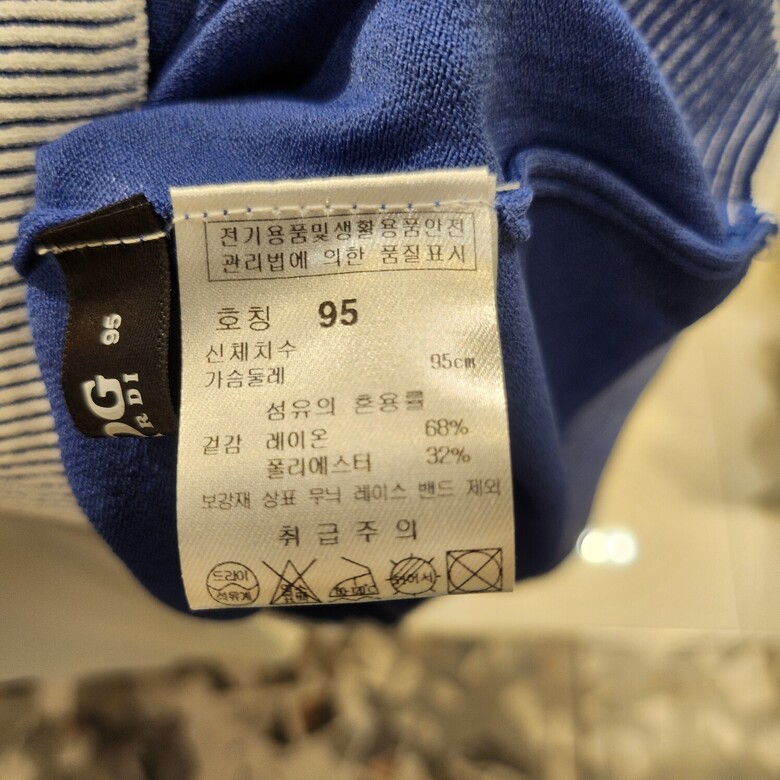 전기용품및생활용품안전
관리법에 의한 품질표시
호칭 95
신체치수
가슴둘레 95cm
섬유의 혼용률
겉감 레이온 68%
폴리에스터 32%
보강재 상표 무늬 레이스 밴드 제외
취급주의
드라이
석유계
95